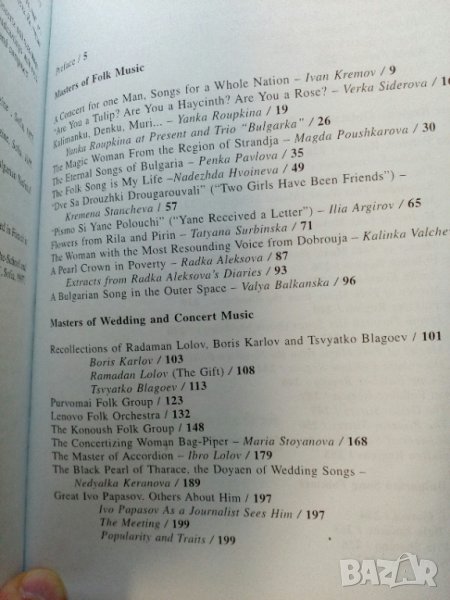 Preface / 5
Masters of Folk Music
A Concert for one Man, Songs for a Whole Nation – Ivan Kremov / 9
"Are You a Tulip? Are You a Haycinth? Are You a Rose? – Verka Siderova / 16
Kalimanku, Denku, Muri... – Yanka Roupkina / 19
Yanka Roupkina at Present and Trio "Bulgarka" / 26
The Magic Woman From the Region of Strandja – Magda Poushkarova / 30
The Eternal Songs of Bulgaria – Penka Pavlova / 35
The Folk Song is My Life – Nadezhda Hvoineva / 49
"Dve Sa Drouzhki Drougarouvali" ("Two Girls Have Been Friends") –
Kremena Stancheva / 57
"Pismo Si Yane Polouchi" ("Yane Received a Letter") – Ilia Argirov / 65
Flowers from Rila and Pirin – Tatyana Surbinska / 71
The Woman with the Most Resounding Voice from Dobrouja – Kalinka Valchev
A Pearl Crown in Poverty – Radka Aleksova / 87
Extracts from Radka Aleksova's Diaries / 93
A Bulgarian Song in the Outer Space – Valya Balkanska / 96
Masters of Wedding and Concert Music
Recollections of Radaman Lolov, Boris Karlov and Tsvyatko Blagoev / 101
Boris Karlov / 103
Ramadan Lolov (The Gift) / 108
Tsvyatko Blagoev / 113
Purvomai Folk Group / 123
Lenovo Folk Orchestra / 132
The Konoush Folk Group / 148
The Concertizing Woman Bag-Piper – Maria Stoyanova / 168
The Master of Accordion – Ibro Lolov / 179
The Black Pearl of Tharace, the Doyaen of Wedding Songs –
Nedyalka Keranova / 189
Great Ivo Papasov. Others About Him / 197
Ivo Papasov As a Journalist Sees Him / 197
The Meeting / 199
Popularity and Traits / 199
BAZAR